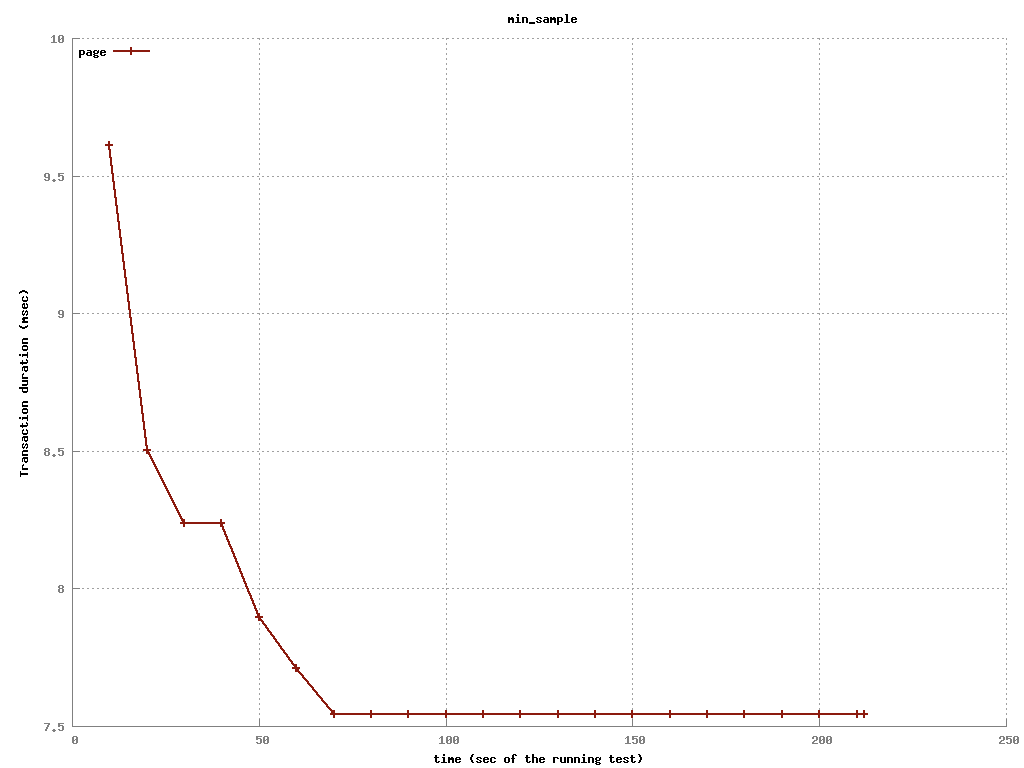 min_sample
page
10
9.5
9
8.5
8
7.5
Transaction duration (msec)
0 50 100 150 200 250
time (sec of the running test)